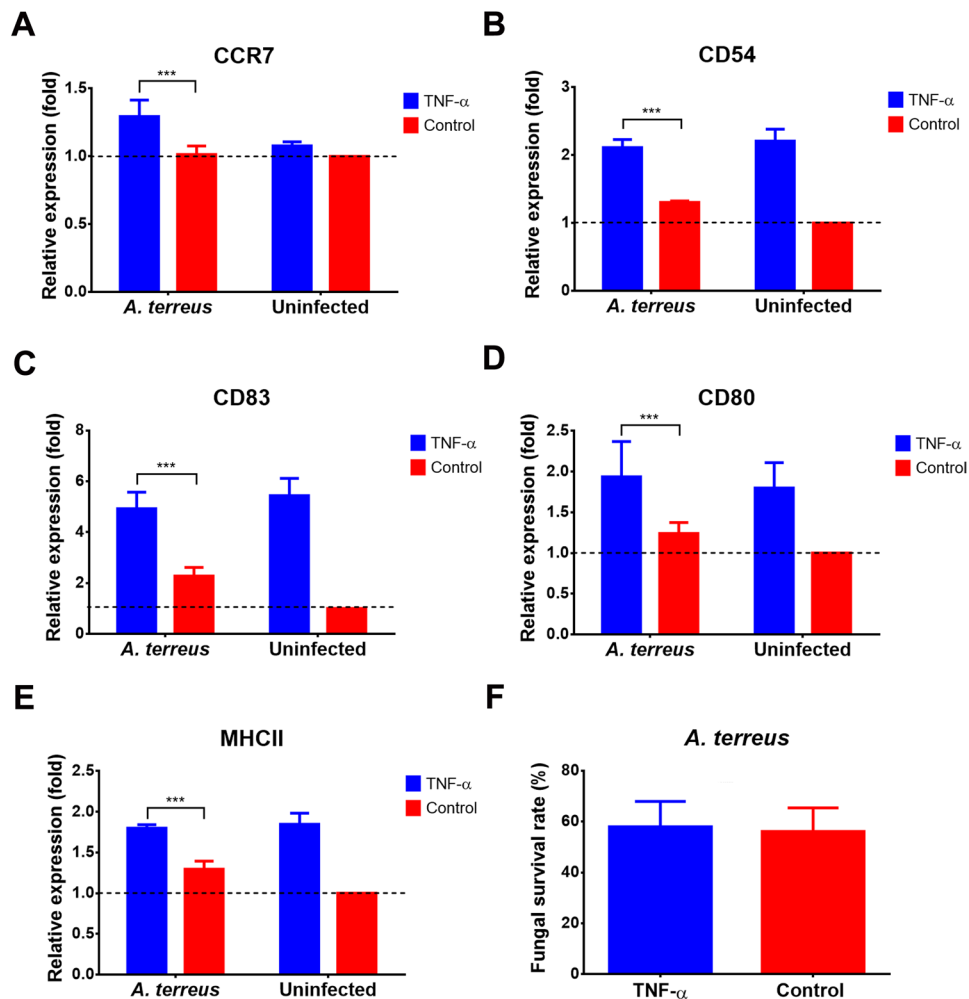 A
CCR7
Relative expression (fold)
1.5
1.0
0.5
0.0
***
TNF-α
Control
A. terreus
Uninfected
B
CD54
Relative expression (fold)
3
2
1
0
***
TNF-α
Control
A. terreus
Uninfected
C
CD83
Relative expression (fold)
8
6
4
2
0
***
TNF-α
Control
A. terreus
Uninfected
D
CD80
Relative expression (fold)
2.5
2.0
1.5
1.0
0.5
0.0
***
TNF-α
Control
A. terreus
Uninfected
E
MHCII
Relative expression (fold)
2.5
2.0
1.5
1.0
0.5
0.0
***
TNF-α
Control
A. terreus
Uninfected
F
A. terreus
Fungal survival rate (%)
80
60
40
20
0
TNF-α
Control